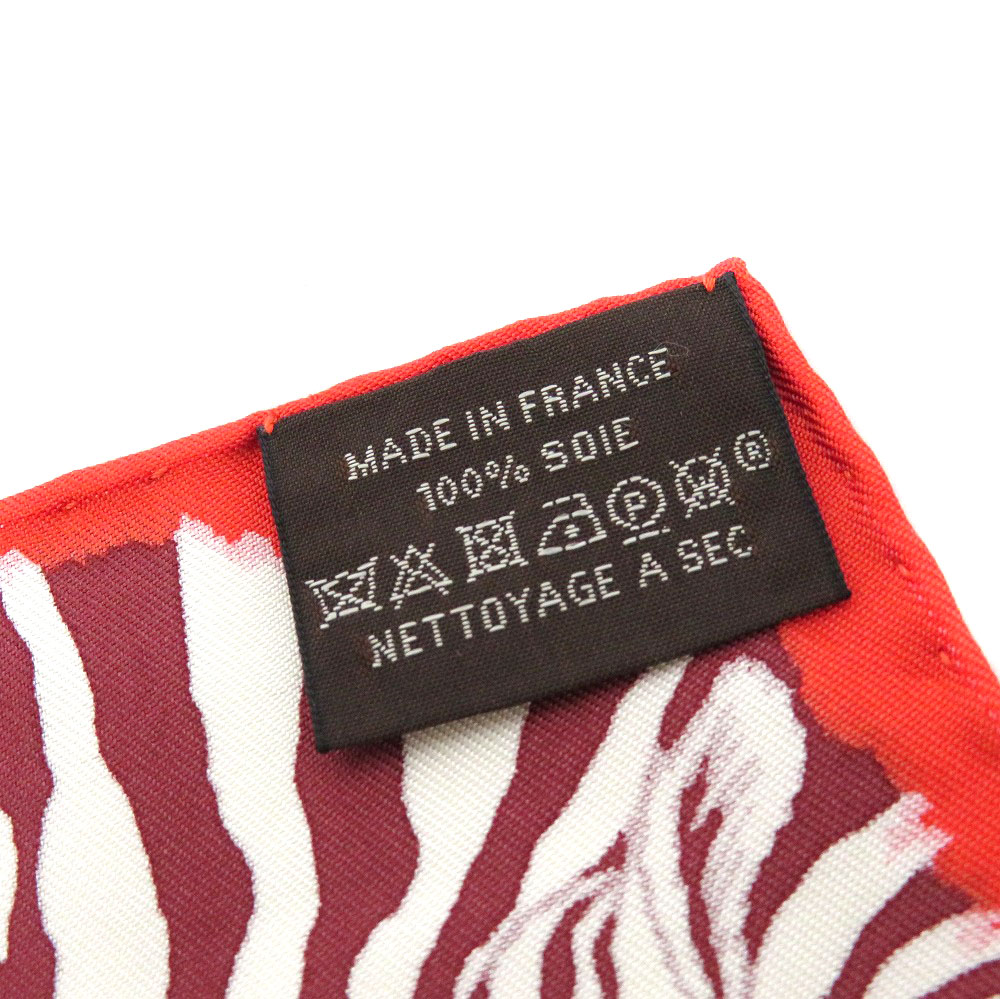 MADE IN FRANCE
100% SOIE
P ®
NETTOYAGE A SEC